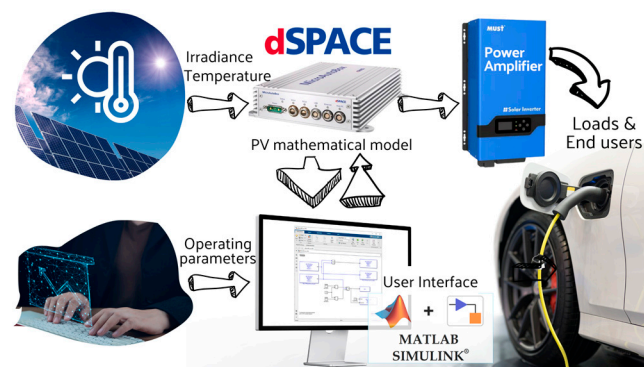 dSPACE
MUST
Irradiance
Temperature
Power
Amplifier
Solar Inverter
Loads &
End users
PV mathematical model
Operating
parameters
User Interface
+
MATLAB
SIMULINK®